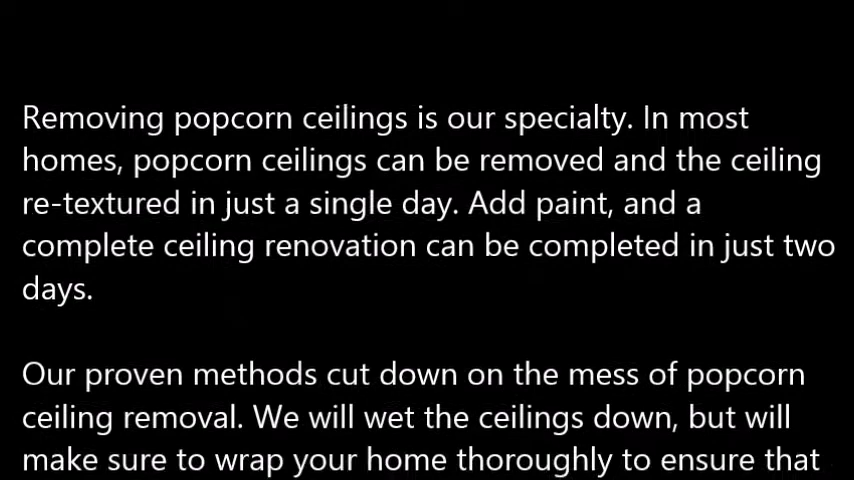 Removing popcorn ceilings is our specialty. In most
homes, popcorn ceilings can be removed and the ceiling
re-textured in just a single day. Add paint, and a
complete ceiling renovation can be completed in just two
days.
Our proven methods cut down on the mess of popcorn
ceiling removal. We will wet the ceilings down, but will
make sure to wrap your home thoroughly to ensure that